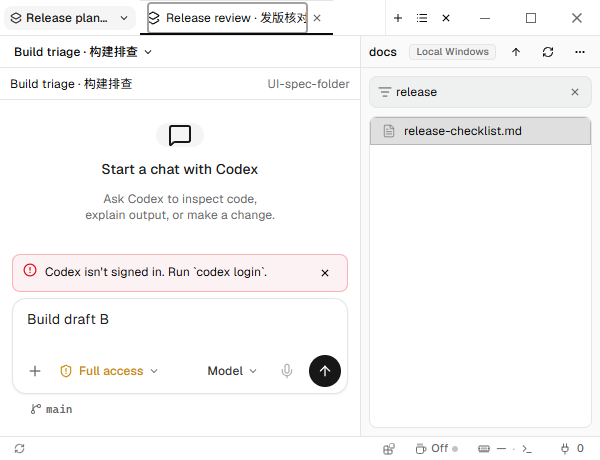 Release plan...
Release review · 发版核对
Build triage · 构建排查
docs
Local Windows
Build triage · 构建排查
UI-spec-folder
release
release-checklist.md
Start a chat with Codex
Ask Codex to inspect code,
explain output, or make a change.
Codex isn't signed in. Run `codex login`.
Build draft B
Full access
Model
main
Off
0